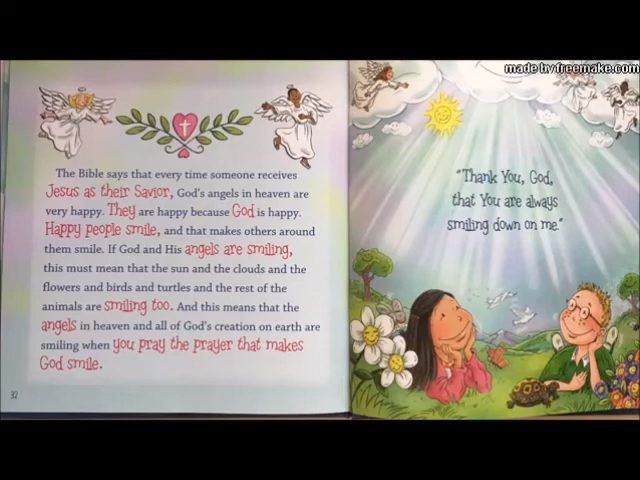 made by freemake.com
The Bible says that every time someone receives
Jesus as their Savior, God's angels in heaven are
very happy. They are happy because God is happy.
Happy people smile, and that makes others around
them smile. If God and His angels are smiling,
this must mean that the sun and the clouds and the
flowers and birds and turtles and the rest of the
animals are smiling too. And this means that the
angels in heaven and all of God's creation on earth are
smiling when you pray the prayer that makes
God smile.
37
"Thank You, God,
that You are always
smiling down on me."